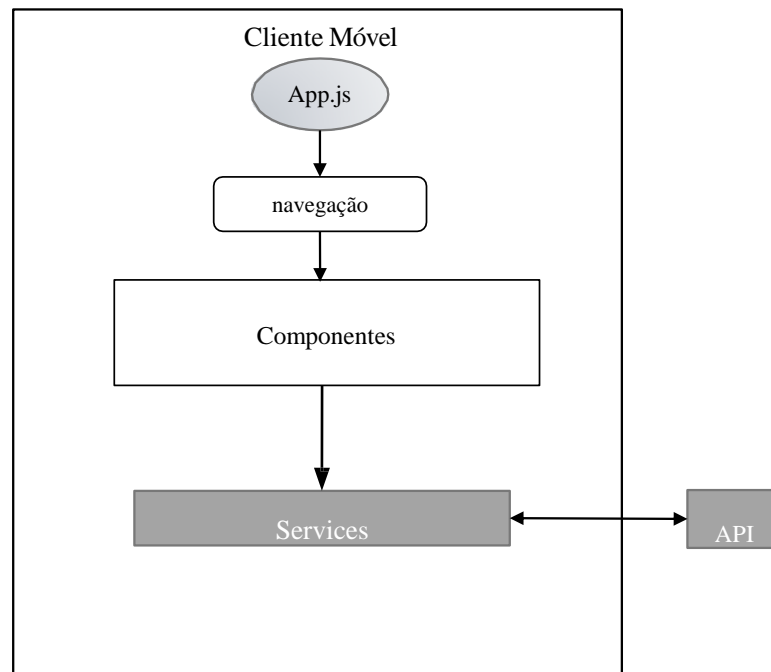 Cliente Móvel
App.js
navegação
Componentes
Services
API